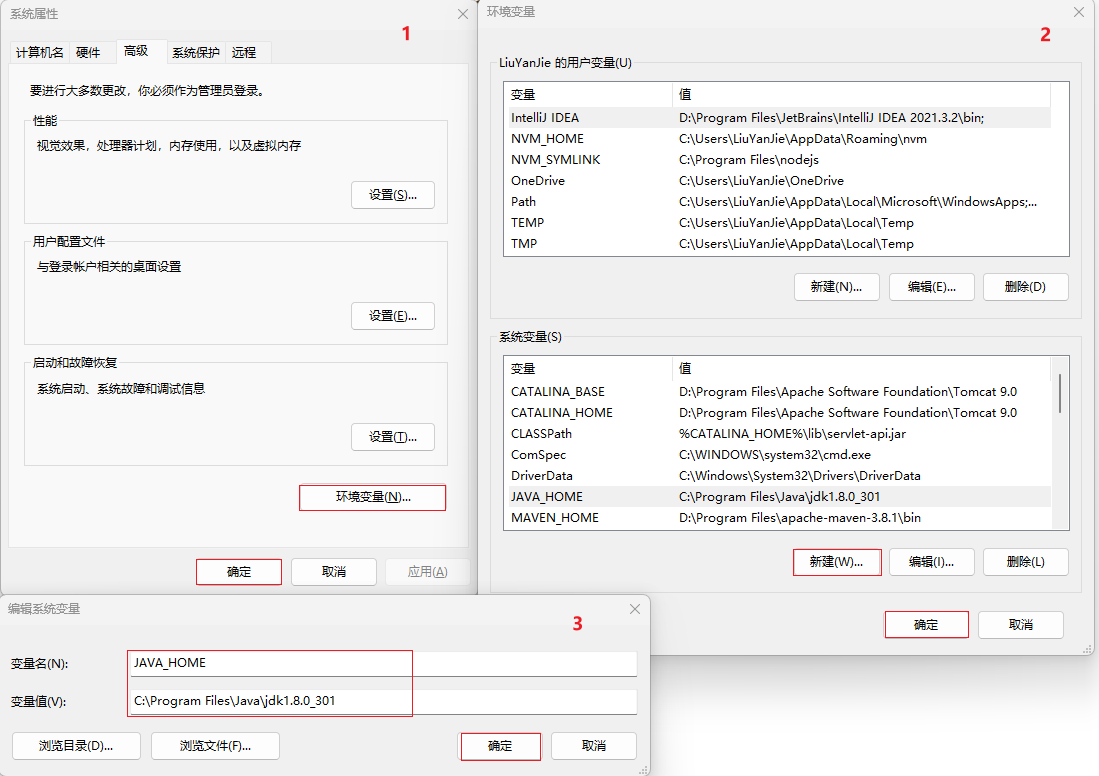 系统属性
1
计算机名 硬件 高级 系统保护 远程
要进行大多数更改，你必须作为管理员登录。
性能
视觉效果，处理器计划，内存使用，以及虚拟内存
设置(S)...
用户配置文件
与登录帐户相关的桌面设置
设置(E)...
启动和故障恢复
系统启动、系统故障和调试信息
设置(T)...
环境变量(N)...
确定 取消 应用(A)
环境变量
2
LiuYanJie 的用户变量(U)
变量 值
IntelliJ IDEA D:\Program Files\JetBrains\IntelliJ IDEA 2021.3.2\bin;
NVM_HOME C:\Users\LiuYanJie\AppData\Roaming\nvm
NVM_SYMLINK C:\Program Files\nodejs
OneDrive C:\Users\LiuYanJie\OneDrive
Path C:\Users\LiuYanJie\AppData\Local\Microsoft\WindowsApps;...
TEMP C:\Users\LiuYanJie\AppData\Local\Temp
TMP C:\Users\LiuYanJie\AppData\Local\Temp
新建(N)... 编辑(E)... 删除(D)
系统变量(S)
变量 值
CATALINA_BASE D:\Program Files\Apache Software Foundation\Tomcat 9.0
CATALINA_HOME D:\Program Files\Apache Software Foundation\Tomcat 9.0
CLASSPath %CATALINA_HOME%\lib\servlet-api.jar
ComSpec C:\WINDOWS\system32\cmd.exe
DriverData C:\Windows\System32\Drivers\DriverData
JAVA_HOME C:\Program Files\Java\jdk1.8.0_301
MAVEN_HOME D:\Program Files\apache-maven-3.8.1\bin
新建(W)... 编辑(I)... 删除(L)
确定 取消
编辑系统变量
3
变量名(N): JAVA_HOME
变量值(V): C:\Program Files\Java\jdk1.8.0_301
浏览目录(D)... 浏览文件(F)... 确定 取消